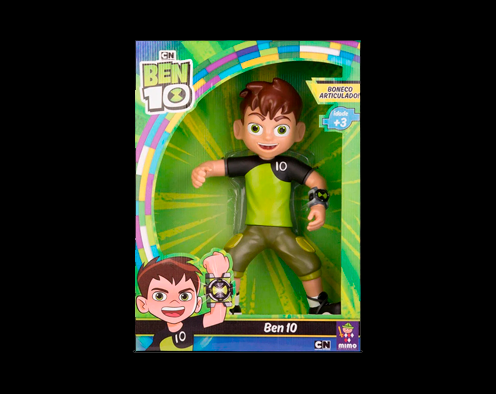 CN
BEN
10
BONECO
ARTICULADO!
Idade
+3
10
10
Ben 10
CN
mimo